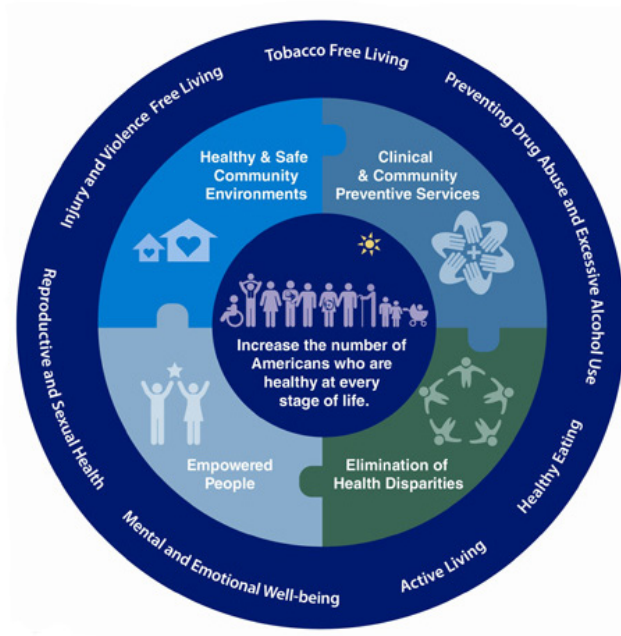 Tobacco Free Living
Preventing Drug Abuse and Excessive Alcohol Use
Healthy Eating
Active Living
Mental and Emotional Well-being
Reproductive and Sexual Health
Injury and Violence Free Living
Healthy & Safe
Community
Environments
Clinical
& Community
Preventive Services
Increase the number of
Americans who are
healthy at every
stage of life.
Empowered
People
Elimination of
Health Disparities